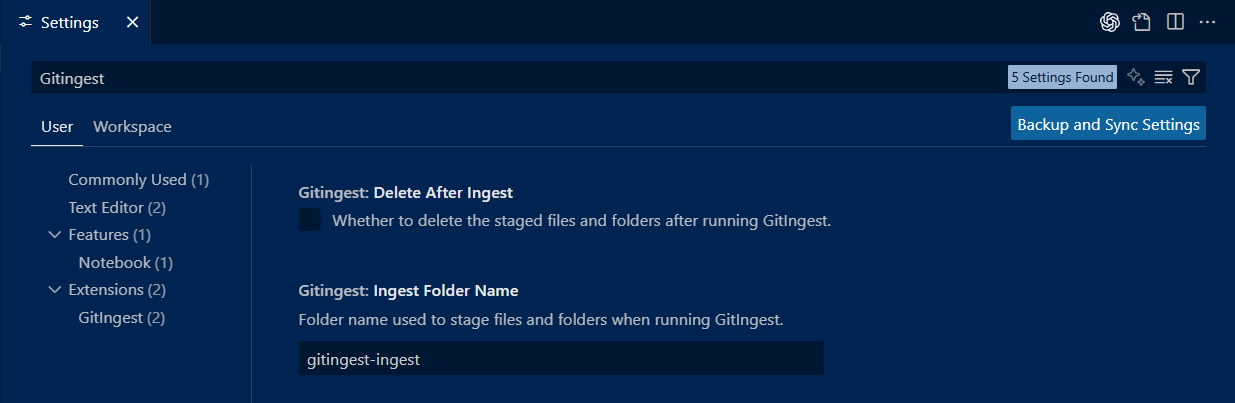 Settings
Gitingest
5 Settings Found
User Workspace
Backup and Sync Settings
Commonly Used (1)
Text Editor (2)
Features (1)
Notebook (1)
Extensions (2)
GitIngest (2)
Gitingest: Delete After Ingest
Whether to delete the staged files and folders after running GitIngest.
Gitingest: Ingest Folder Name
Folder name used to stage files and folders when running GitIngest.
gitingest-ingest